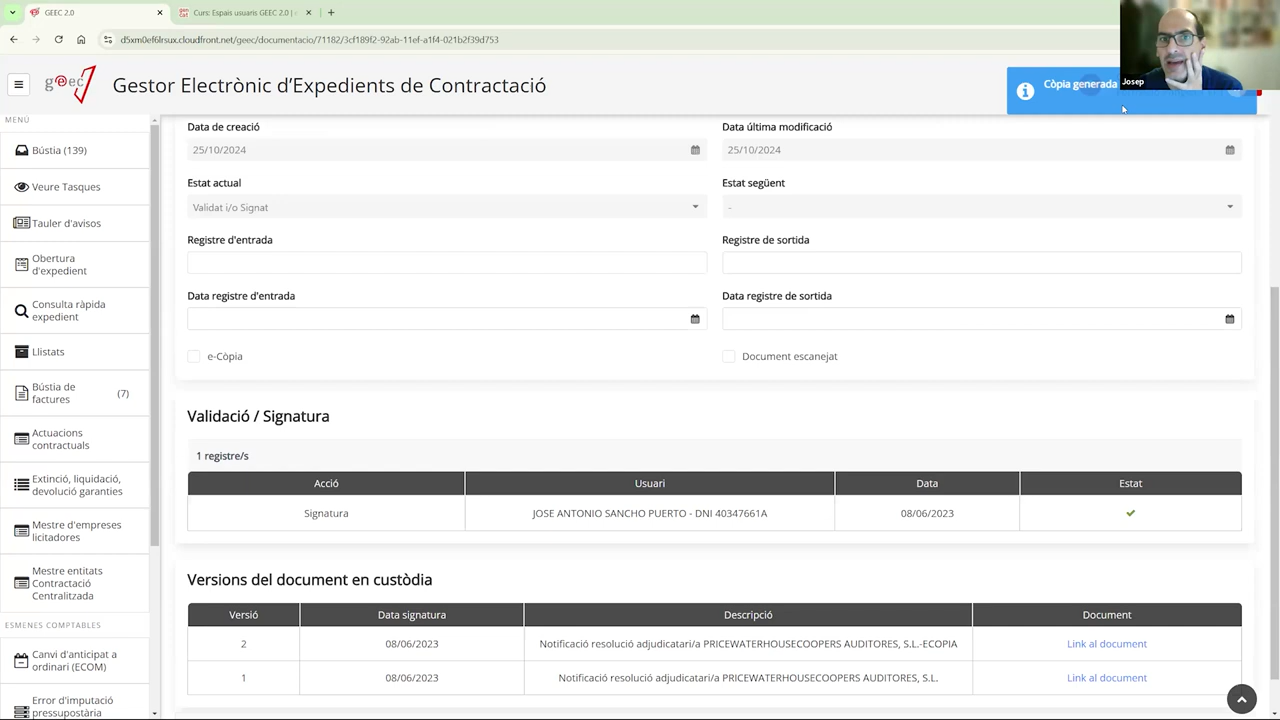 GEEC 2.0
Curs: Espais usuaris GEEC 2.0 |
d5xm0ef6lrsux.cloudfront.net/geec/documentacio/71182/3cf189f2-92ab-11ef-a1f4-021b2f39d753
geec
Gestor Electrònic d'Expedients de Contractació
Còpia generada
Josep
MENÚ
Bústia (139)
Veure Tasques
Tauler d'avisos
Obertura
d'expedient
Consulta ràpida
expedient
Llistats
Bústia de
factures
(7)
Actuacions
contractuals
Extinció, liquidació,
devolució garanties
Mestre d'empreses
licitadores
Mestre entitats
Contractació
Centralitzada
ESMENES COMPTABLES
Canvi d'anticipat a
ordinari (ECOM)
Error d'imputació
pressupostària
Data de creació
Data última modificació
25/10/2024
25/10/2024
Estat actual
Estat següent
Validat i/o Signat
-
Registre d'entrada
Registre de sortida
Data registre d'entrada
Data registre de sortida
e-Còpia
Document escanejat
Validació / Signatura
1 registre/s
Acció Usuari Data Estat
Signatura JOSE ANTONIO SANCHO PUERTO - DNI 40347661A 08/06/2023
Versions del document en custòdia
Versió Data signatura Descripció Document
2 08/06/2023 Notificació resolució adjudicatari/a PRICEWATERHOUSECOOPERS AUDITORES, S.L.-ECOPIA Link al document
1 08/06/2023 Notificació resolució adjudicatari/a PRICEWATERHOUSECOOPERS AUDITORES, S.L. Link al document